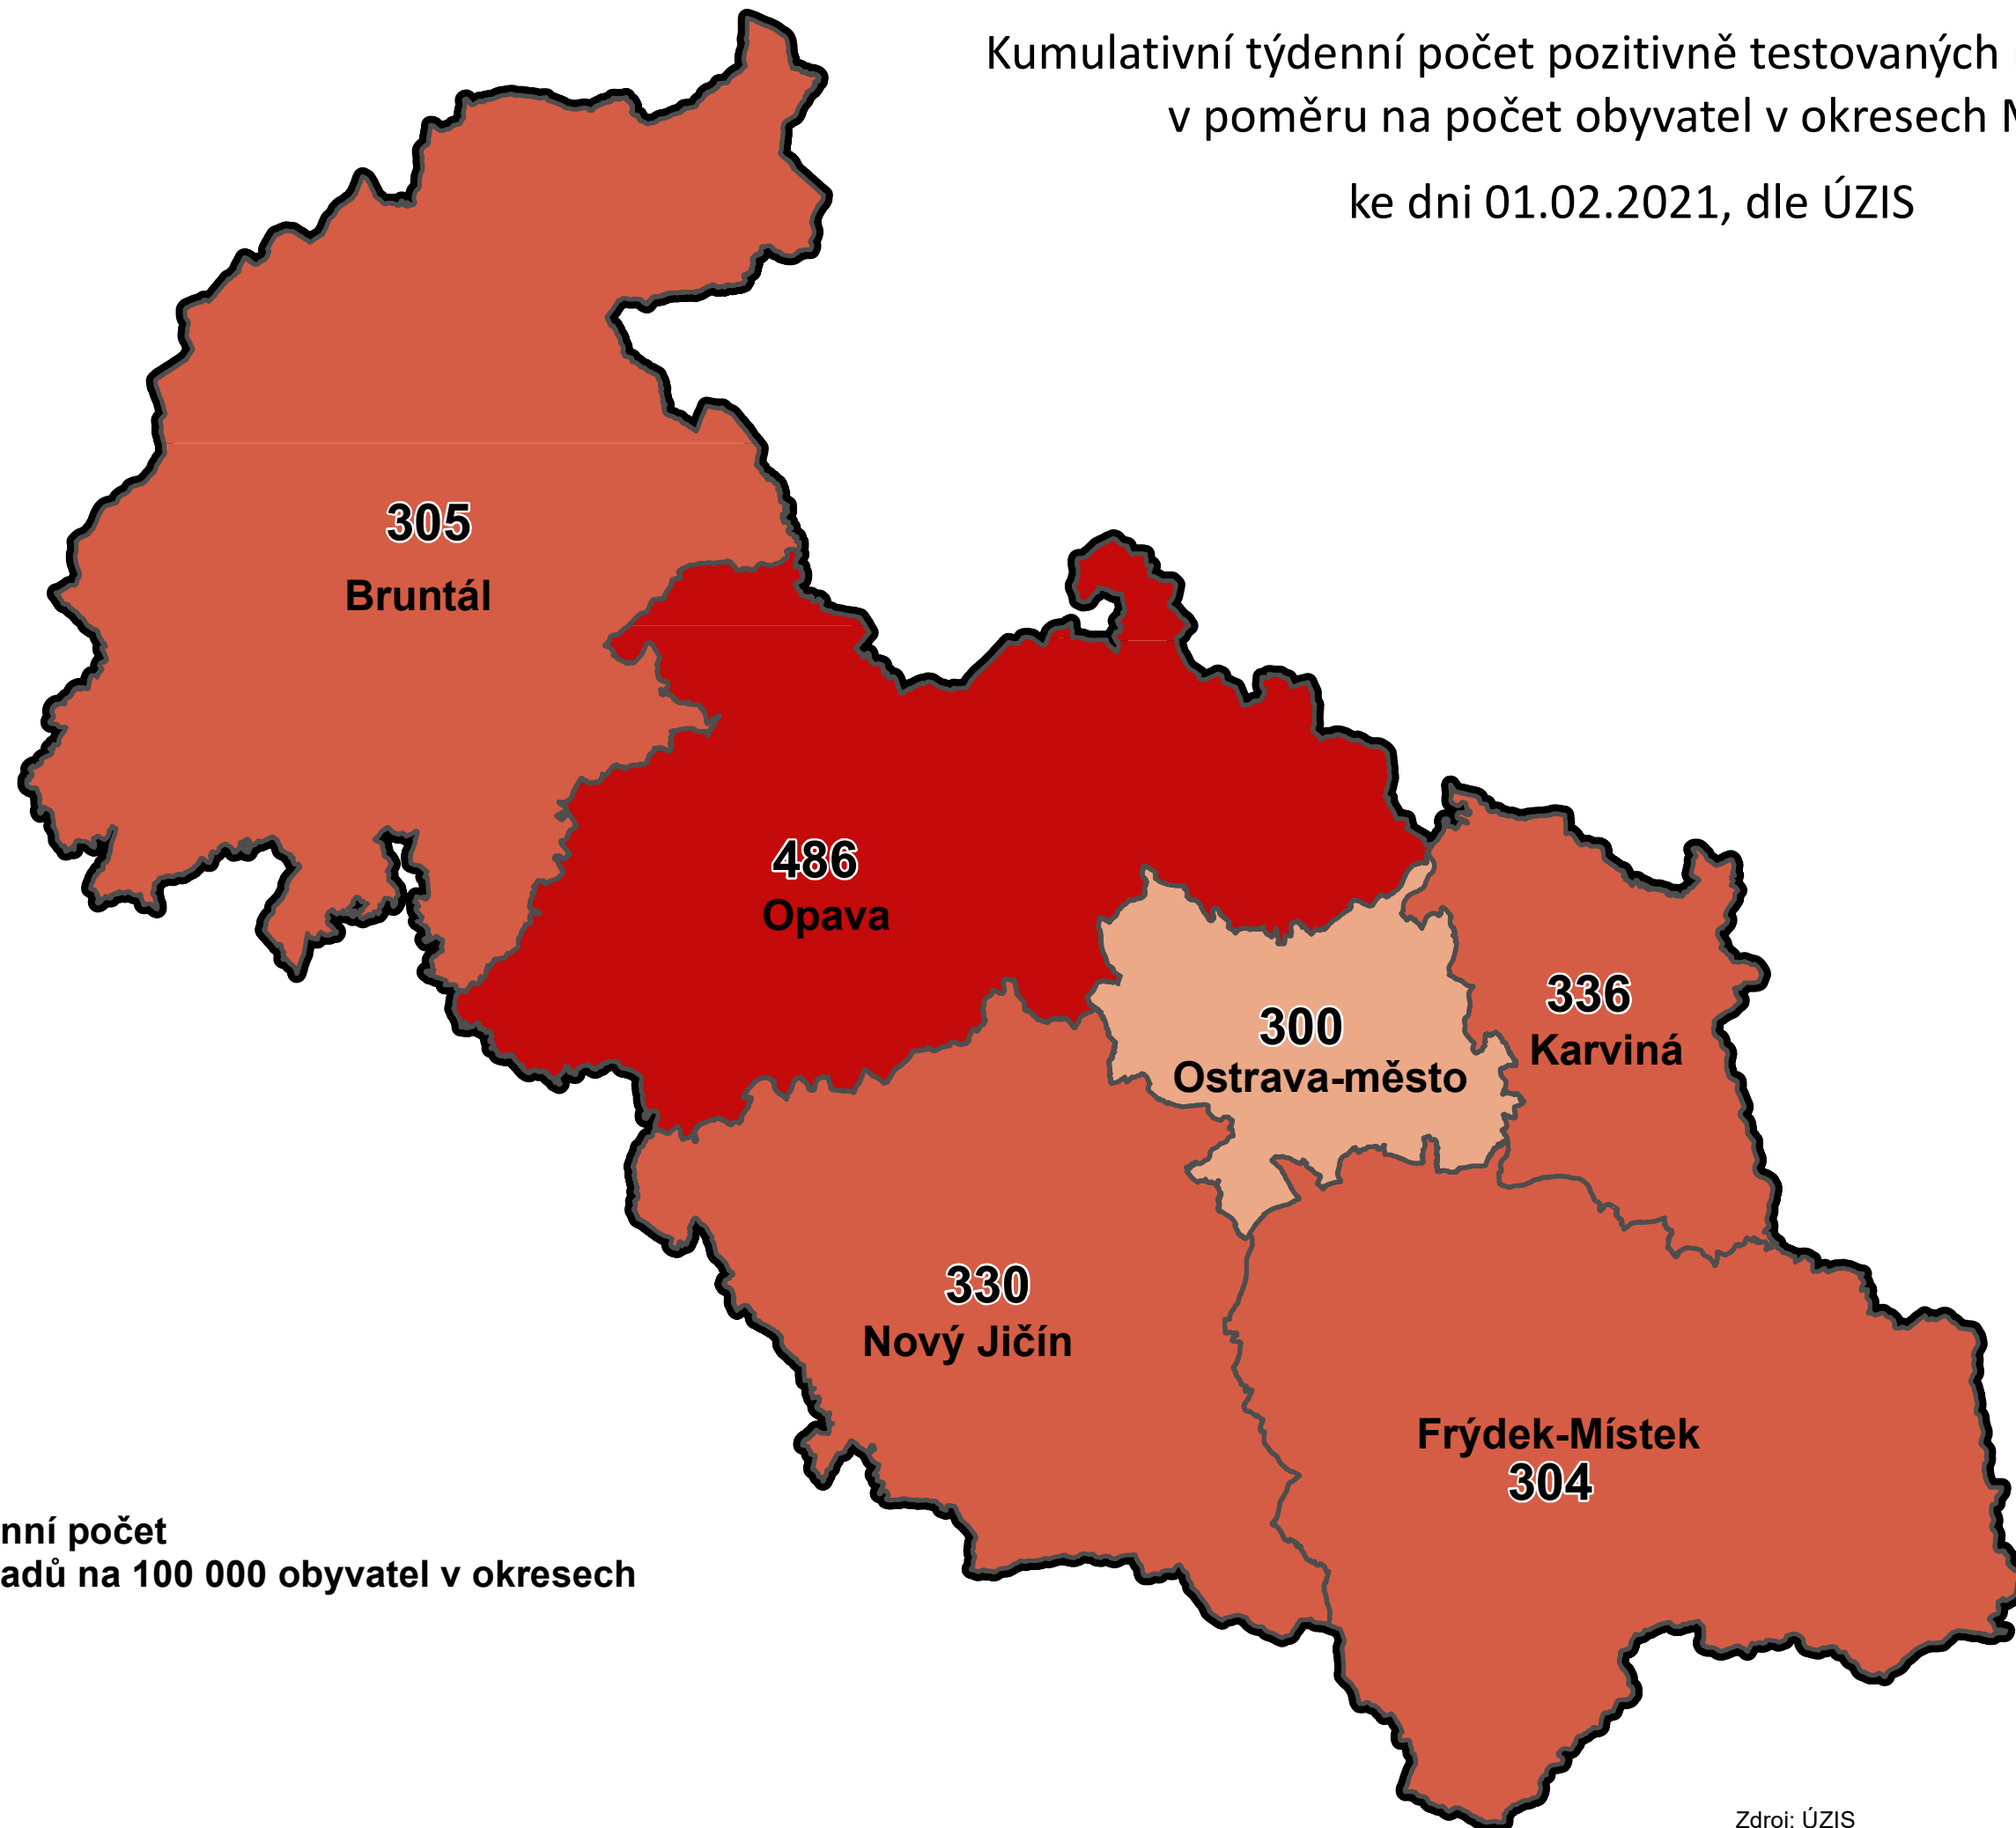 Kumulativní týdenní počet pozitivně testovaných
v poměru na počet obyvatel v okresech
ke dni 01.02.2021, dle ÚZIS
305
Bruntál
486
Opava
336
Karviná
300
Ostrava-město
330
Nový Jičín
Frýdek-Místek
304
nní počet
adů na 100 000 obyvatel v okresech
Zdroj: ÚZIS